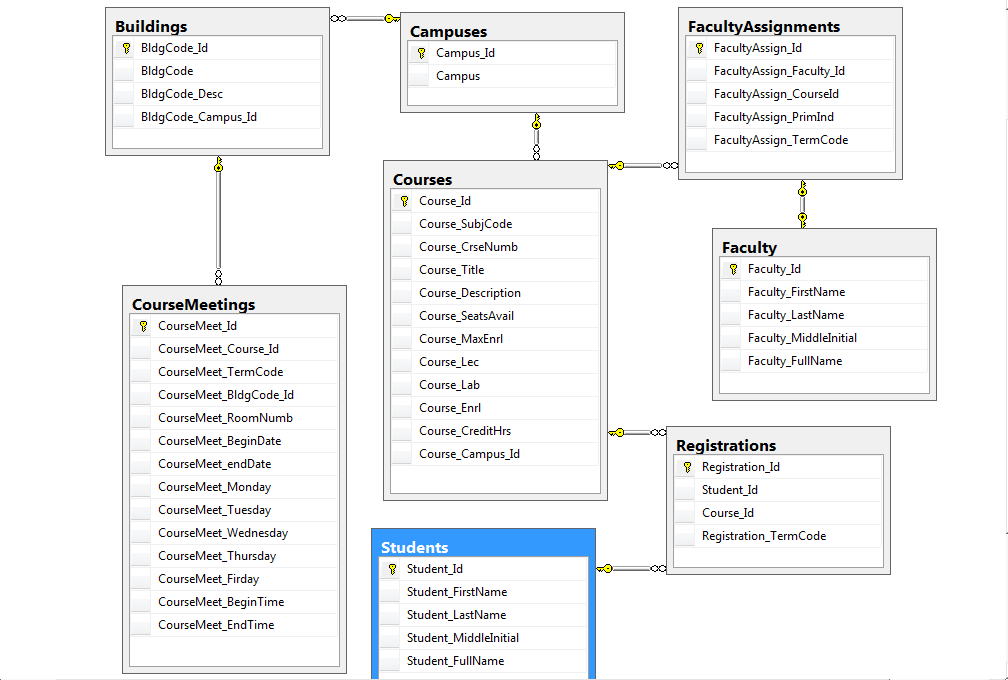 Buildings
BldgCode_Id
BldgCode
BldgCode_Desc
BldgCode_Campus_Id
Campuses
Campus_Id
Campus
FacultyAssignments
FacultyAssign_Id
FacultyAssign_Faculty_Id
FacultyAssign_CourseId
FacultyAssign_PrimInd
FacultyAssign_TermCode
Courses
Course_Id
Course_SubjCode
Course_CrseNumb
Course_Title
Course_Description
Course_SeatsAvail
Course_MaxEnrl
Course_Lec
Course_Lab
Course_Enrl
Course_CreditHrs
Course_Campus_Id
Faculty
Faculty_Id
Faculty_FirstName
Faculty_LastName
Faculty_MiddleInitial
Faculty_FullName
CourseMeetings
CourseMeet_Id
CourseMeet_Course_Id
CourseMeet_TermCode
CourseMeet_BldgCode_Id
CourseMeet_RoomNumb
CourseMeet_BeginDate
CourseMeet_endDate
CourseMeet_Monday
CourseMeet_Tuesday
CourseMeet_Wednesday
CourseMeet_Thursday
CourseMeet_Firday
CourseMeet_BeginTime
CourseMeet_EndTime
Registrations
Registration_Id
Student_Id
Course_Id
Registration_TermCode
Students
Student_Id
Student_FirstName
Student_LastName
Student_MiddleInitial
Student_FullName